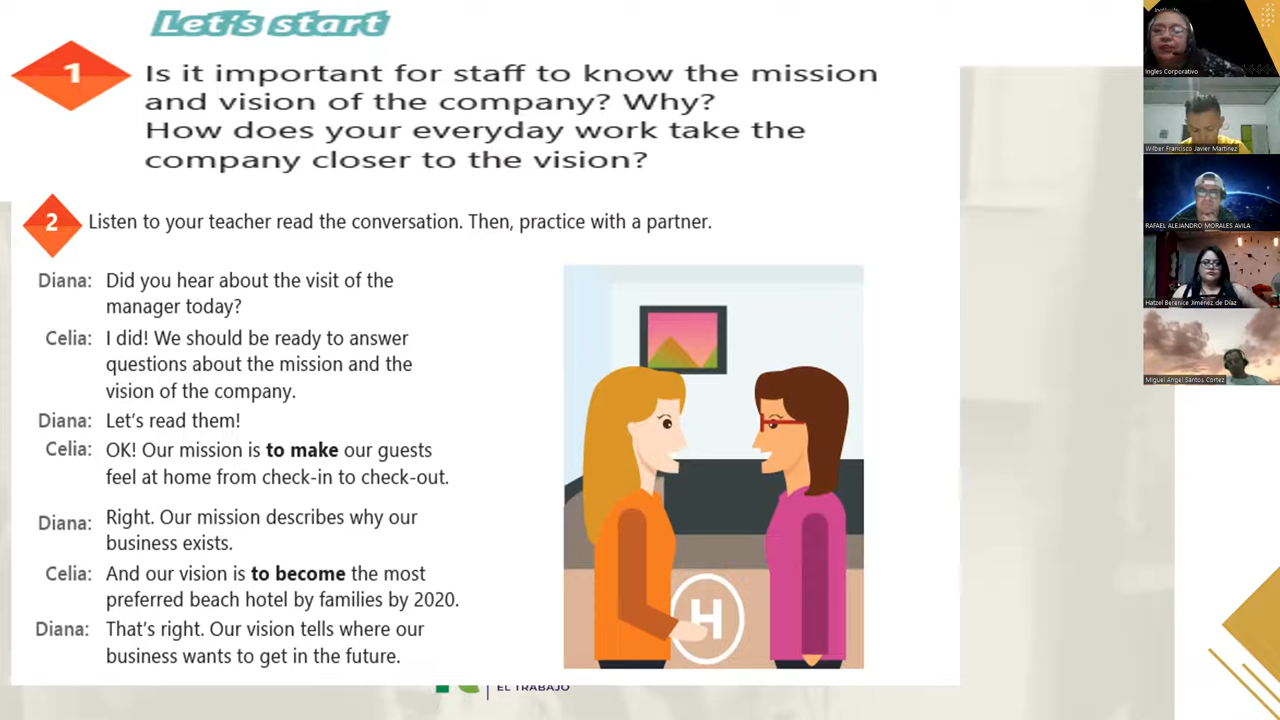 Let's start
1
Is it important for staff to know the mission
and vision of the company? Why?
How does your everyday work take the
company closer to the vision?
2
Listen to your teacher read the conversation. Then, practice with a partner.
Diana: Did you hear about the visit of the
manager today?
Celia: I did! We should be ready to answer
questions about the mission and the
vision of the company.
Diana: Let's read them!
Celia: OK! Our mission is to make our guests
feel at home from check-in to check-out.
Diana: Right. Our mission describes why our
business exists.
Celia: And our vision is to become the most
preferred beach hotel by families by 2020.
Diana: That's right. Our vision tells where our
business wants to get in the future.
H
EL TRABAJO
Ingles Corporativo
Wilber Francisco Javier Martinez
RAFAEL ALEJANDRO MORALES AVILA
Hatzel Berenice Jiménez de Díaz
Miguel Angel Santos Cortez